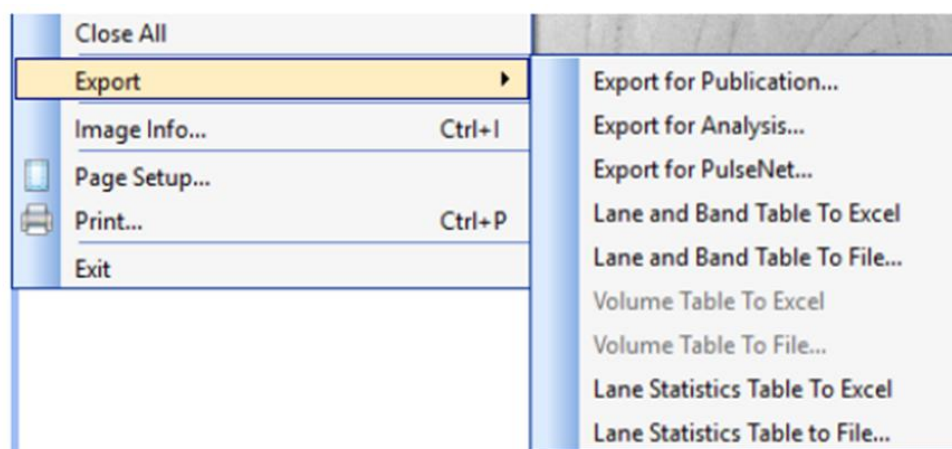 Close All
Export
Image Info... Ctrl+I
Page Setup...
Print... Ctrl+P
Exit
Export for Publication...
Export for Analysis...
Export for PulseNet...
Lane and Band Table To Excel
Lane and Band Table To File...
Volume Table To Excel
Volume Table To File...
Lane Statistics Table To Excel
Lane Statistics Table to File...